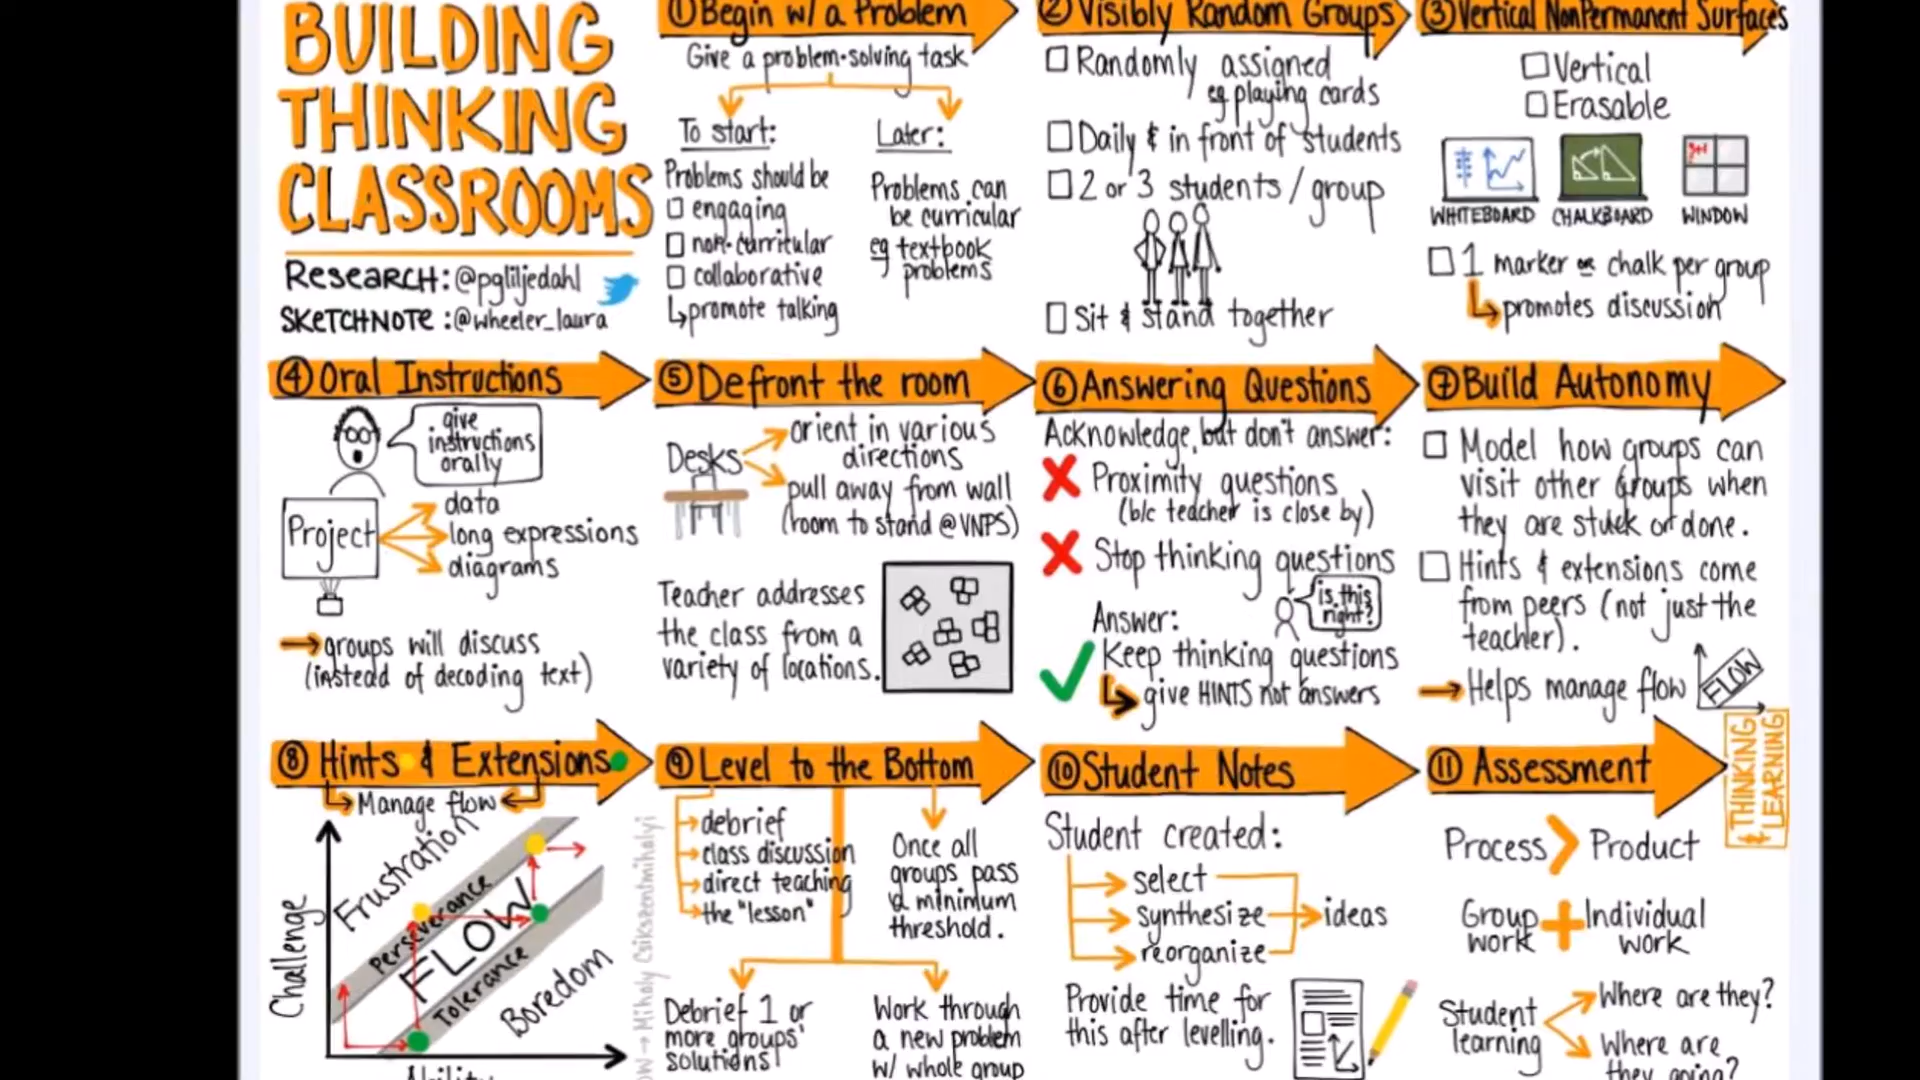 BUILDING
THINKING
CLASSROOMS
RESEARCH: @pgliljedahl
SKETCHNOTE: @wheeler_laura
① Begin w/ a Problem
Give a problem-solving task
To start:
Problems should be
engaging
non-curricular
collaborative
promote talking
Later:
Problems can
be curricular
eg textbook
problems
② Visibly Random Groups
Randomly assigned
eg playing cards
Daily & in front of students
2 or 3 students / group
Sit & stand together
③ Vertical NonPermanent Surfaces
Vertical
Erasable
WHITEBOARD CHALKBOARD WINDOW
1 marker or chalk per group
promotes discussion
④ Oral Instructions
give
instructions
orally
Project
data
long expressions
diagrams
groups will discuss
(instead of decoding text)
⑤ Defront the room
Desks
orient in various
directions
pull away from wall
(room to stand @ VNPS)
Teacher addresses
the class from a
variety of locations.
⑥ Answering Questions
Acknowledge, but don't answer:
Proximity questions
(b/c teacher is close by)
Stop thinking questions
is this
right?
Answer:
Keep thinking questions
give HINTS not answers
⑦ Build Autonomy
Model how groups can
visit other groups when
they are stuck or done.
Hints & extensions come
from peers (not just the
teacher).
Helps manage flow
FLOW
⑧ Hints & Extensions
Manage flow
Challenge
Frustration
Perseverance
FLOW
Tolerance
Boredom
Ability
→ Mihaly Csikszentmihalyi
⑨ Level to the Bottom
debrief
class discussion
direct teaching
the "lesson"
Once all
groups pass
a minimum
threshold.
Debrief 1 or
more groups'
solutions
Work through
a new problem
w/ whole group
⑩ Student Notes
Student created:
select
synthesize
reorganize
ideas
Provide time for
this after levelling.
⑪ Assessment
& THINKING
LEARNING
Process > Product
Group
work
+
Individual
work
Student
learning
Where are they?
Where are
they going?